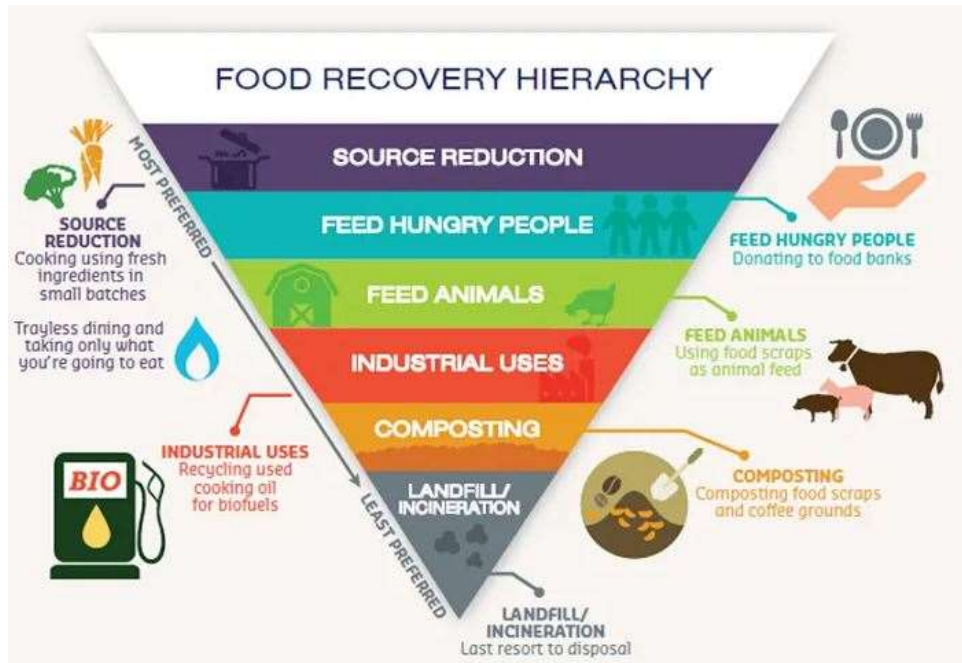 FOOD RECOVERY HIERARCHY
MOST PREFERRED
SOURCE REDUCTION
FEED HUNGRY PEOPLE
FEED ANIMALS
INDUSTRIAL USES
COMPOSTING
LANDFILL/
INCINERATION
LEAST PREFERRED
SOURCE
REDUCTION
Cooking using fresh
ingredients in
small batches
Trayless dining and
taking only what
you're going to eat
FEED HUNGRY PEOPLE
Donating to food banks
FEED ANIMALS
Using food scraps
as animal feed
INDUSTRIAL USES
Recycling used
cooking oil
for biofuels
BIO
COMPOSTING
Composting food scraps
and coffee grounds
LANDFILL/
INCINERATION
Last resort to disposal